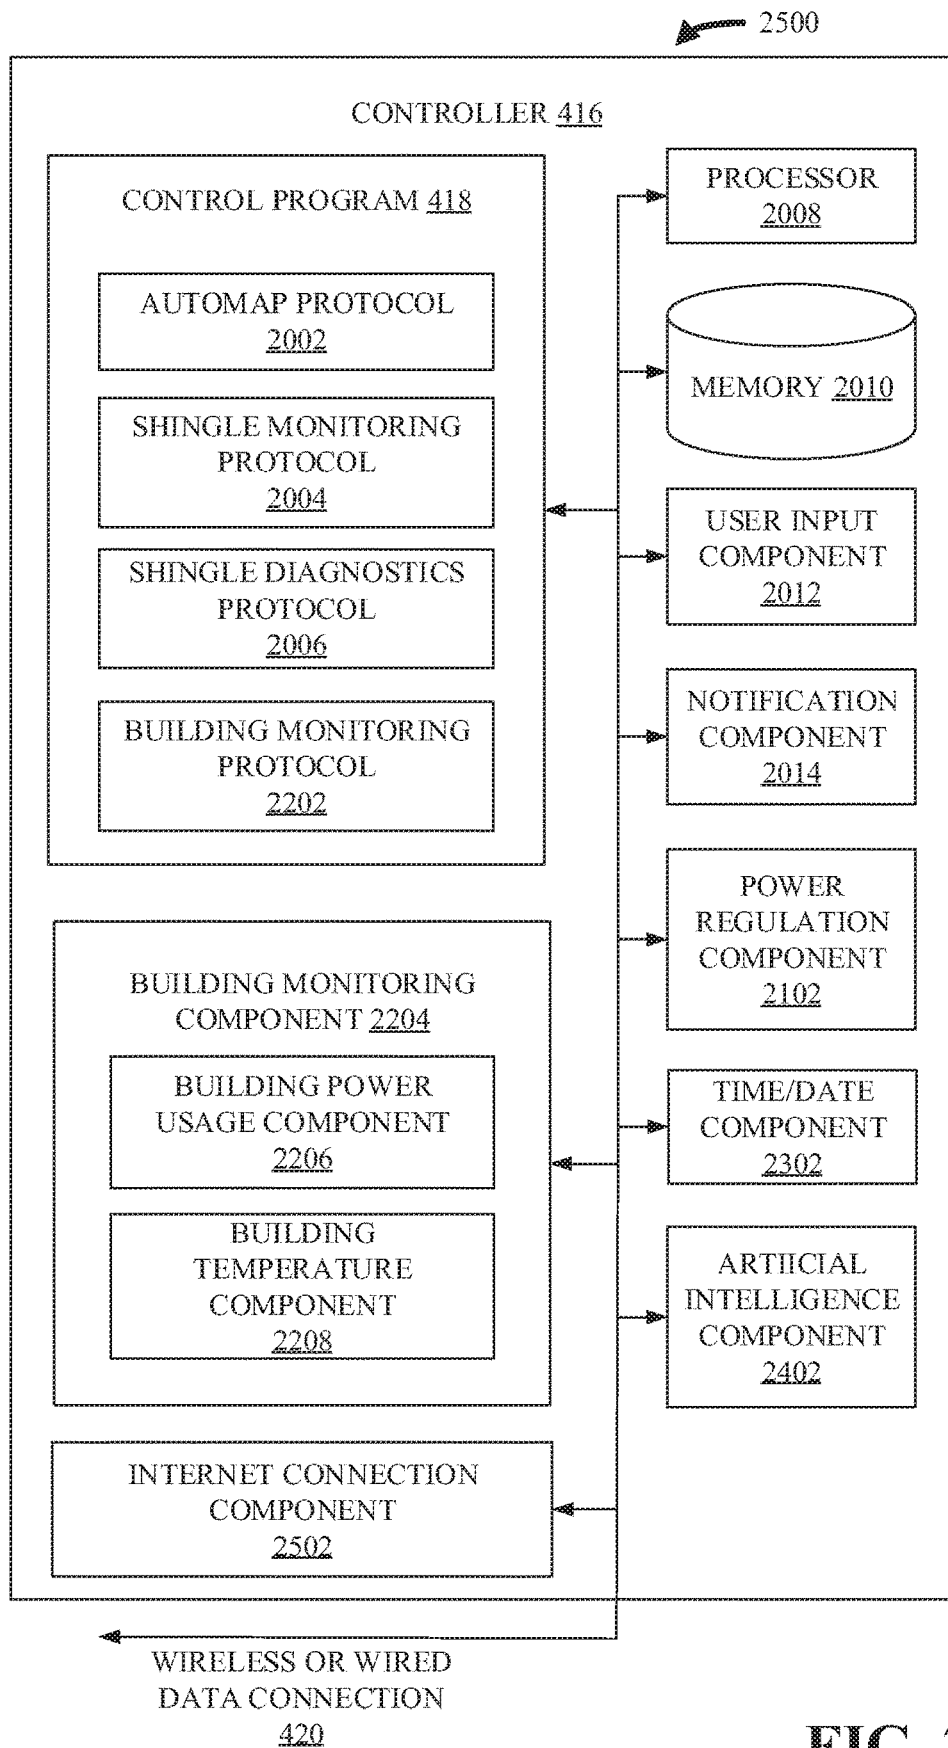 2500
CONTROLLER 416
CONTROL PROGRAM 418
AUTOMAP PROTOCOL
2002
SHINGLE MONITORING
PROTOCOL
2004
SHINGLE DIAGNOSTICS
PROTOCOL
2006
BUILDING MONITORING
PROTOCOL
2202
BUILDING MONITORING
COMPONENT 2204
BUILDING POWER
USAGE COMPONENT
2206
BUILDING
TEMPERATURE
COMPONENT
2208
INTERNET CONNECTION
COMPONENT
2502
PROCESSOR
2008
MEMORY 2010
USER INPUT
COMPONENT
2012
NOTIFICATION
COMPONENT
2014
POWER
REGULATION
COMPONENT
2102
TIME/DATE
COMPONENT
2302
ARTIICIAL
INTELLIGENCE
COMPONENT
2402
WIRELESS OR WIRED
DATA CONNECTION
420
FIG.